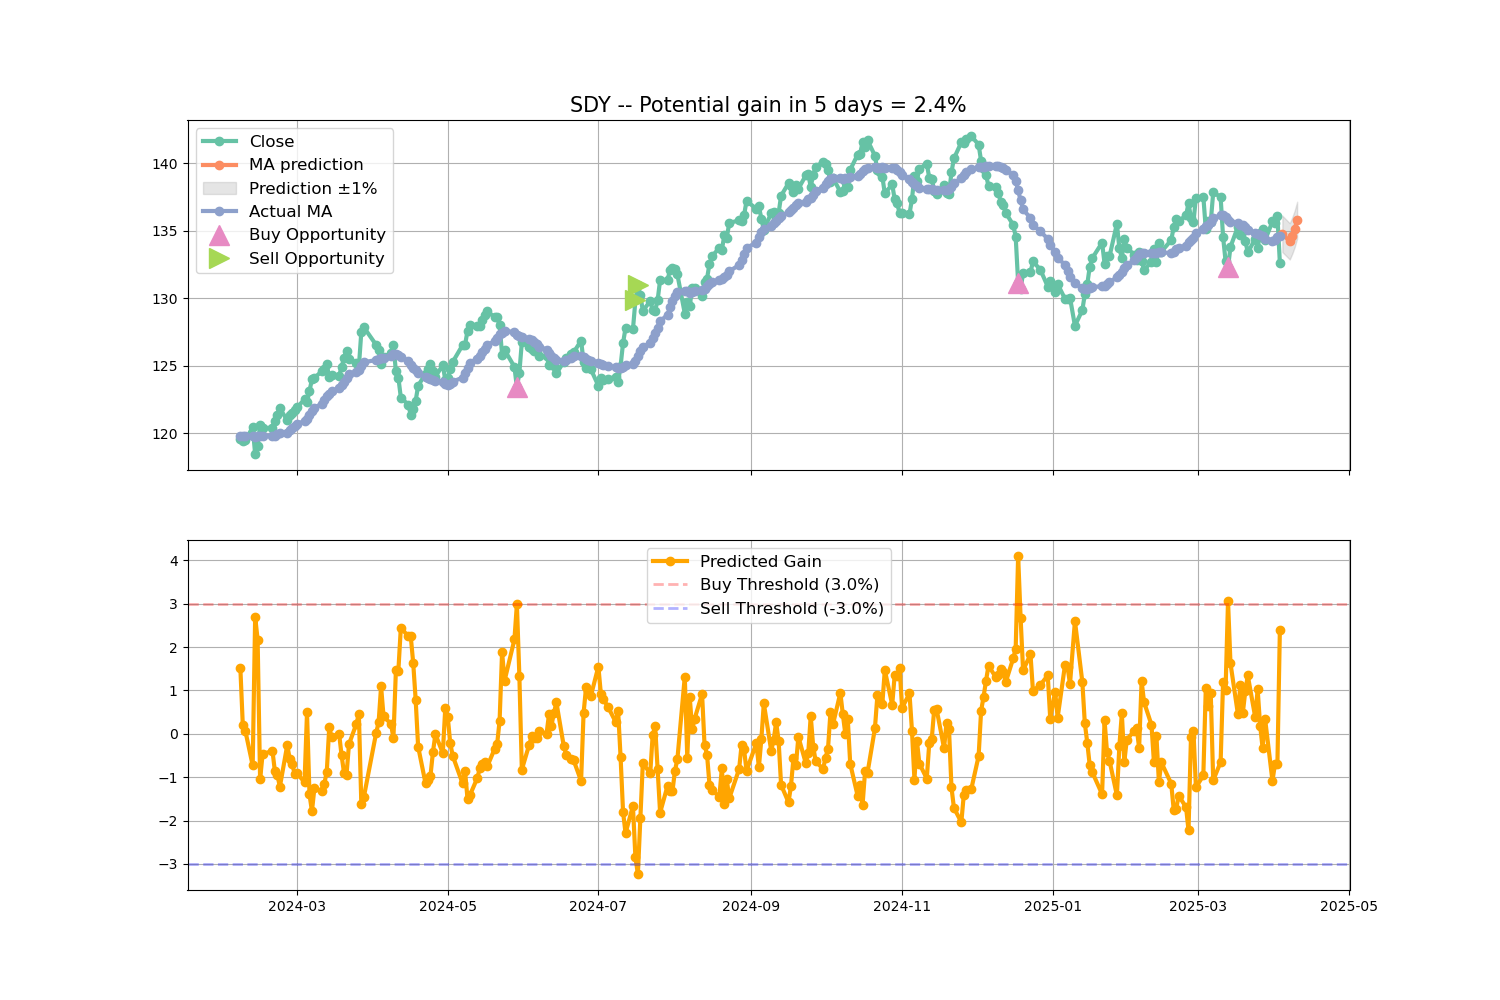 SDY -- Potential gain in 5 days = 2.4%
Close
MA prediction
Prediction ±1%
Actual MA
Buy Opportunity
Sell Opportunity
140
135
130
125
120
Predicted Gain
Buy Threshold (3.0%)
Sell Threshold (-3.0%)
4
3
2
1
0
−1
−2
−3
2024-03 2024-05 2024-07 2024-09 2024-11 2025-01 2025-03 2025-05